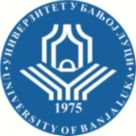 УНИВЕРЗИТЕТ У БАЊОЈ ЛУЦИ
UNIVERSITY OF BANJA LUKA
1975